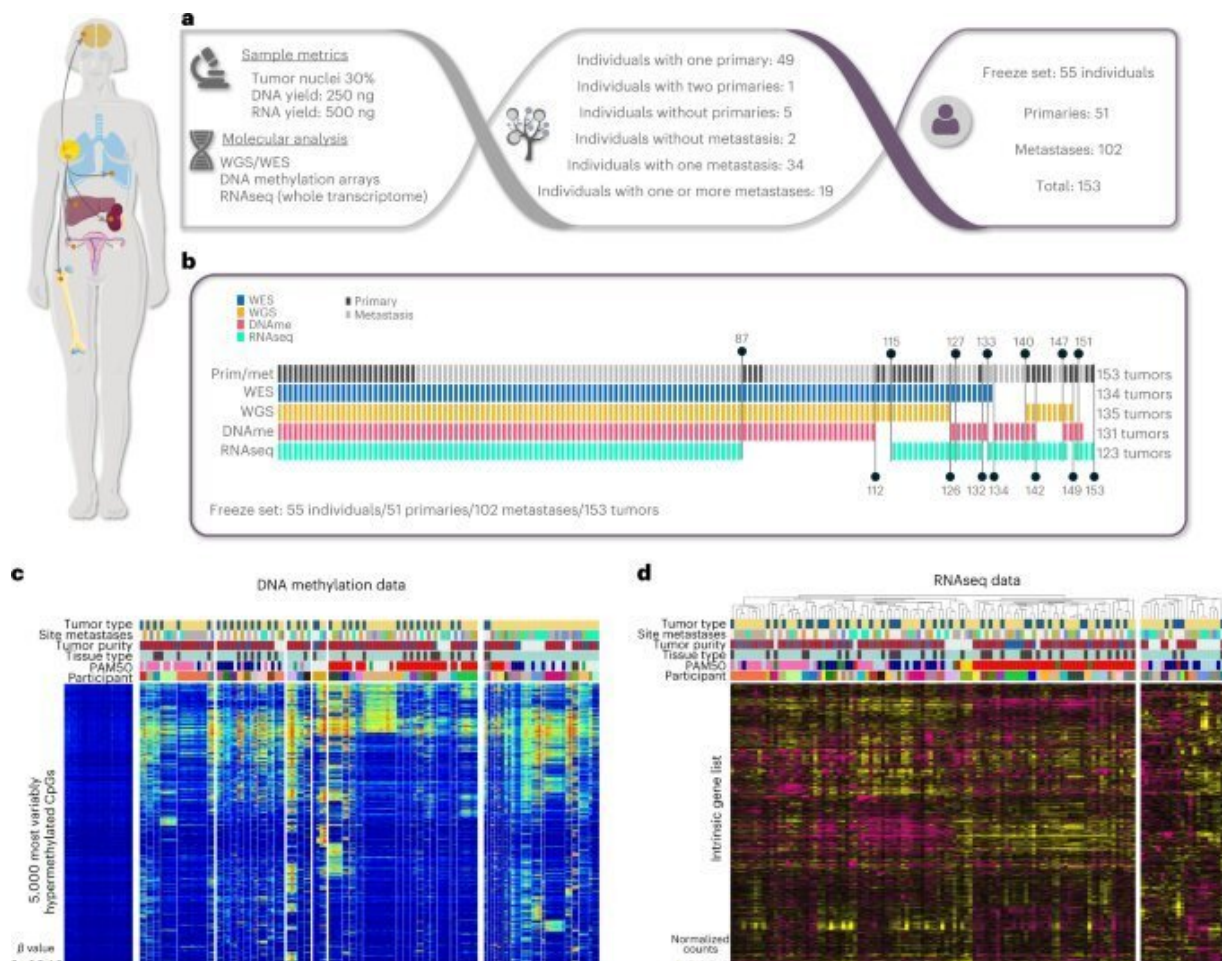 a
Sample metrics
Tumor nuclei 30%
DNA yield: 250 ng
RNA yield: 500 ng
Molecular analysis
WGS/WES
DNA methylation arrays
RNAseq (whole transcriptome)
Individuals with one primary: 49
Individuals with two primaries: 1
Individuals without primaries: 5
Individuals without metastasis: 2
Individuals with one metastasis: 34
Individuals with one or more metastases: 19
Freeze set: 55 individuals
Primaries: 51
Metastases: 102
Total: 153
b
WES
WGS
DNAme
RNAseq
Primary
Metastasis
87
115
127
133
140
147
151
Prim/met
153 tumors
WES
134 tumors
WGS
135 tumors
DNAme
131 tumors
RNAseq
123 tumors
112
126
132
134
142
149
153
Freeze set: 55 individuals/51 primaries/102 metastases/153 tumors
c
DNA methylation data
Tumor type
Site metastases
Tumor purity
Tissue type
PAM50
Participant
5,000 most variably
hypermethylated CpGs
β value
d
RNAseq data
Tumor type
Site metastases
Tumor purity
Tissue type
PAM50
Participant
Intrinsic gene list
Normalized
counts